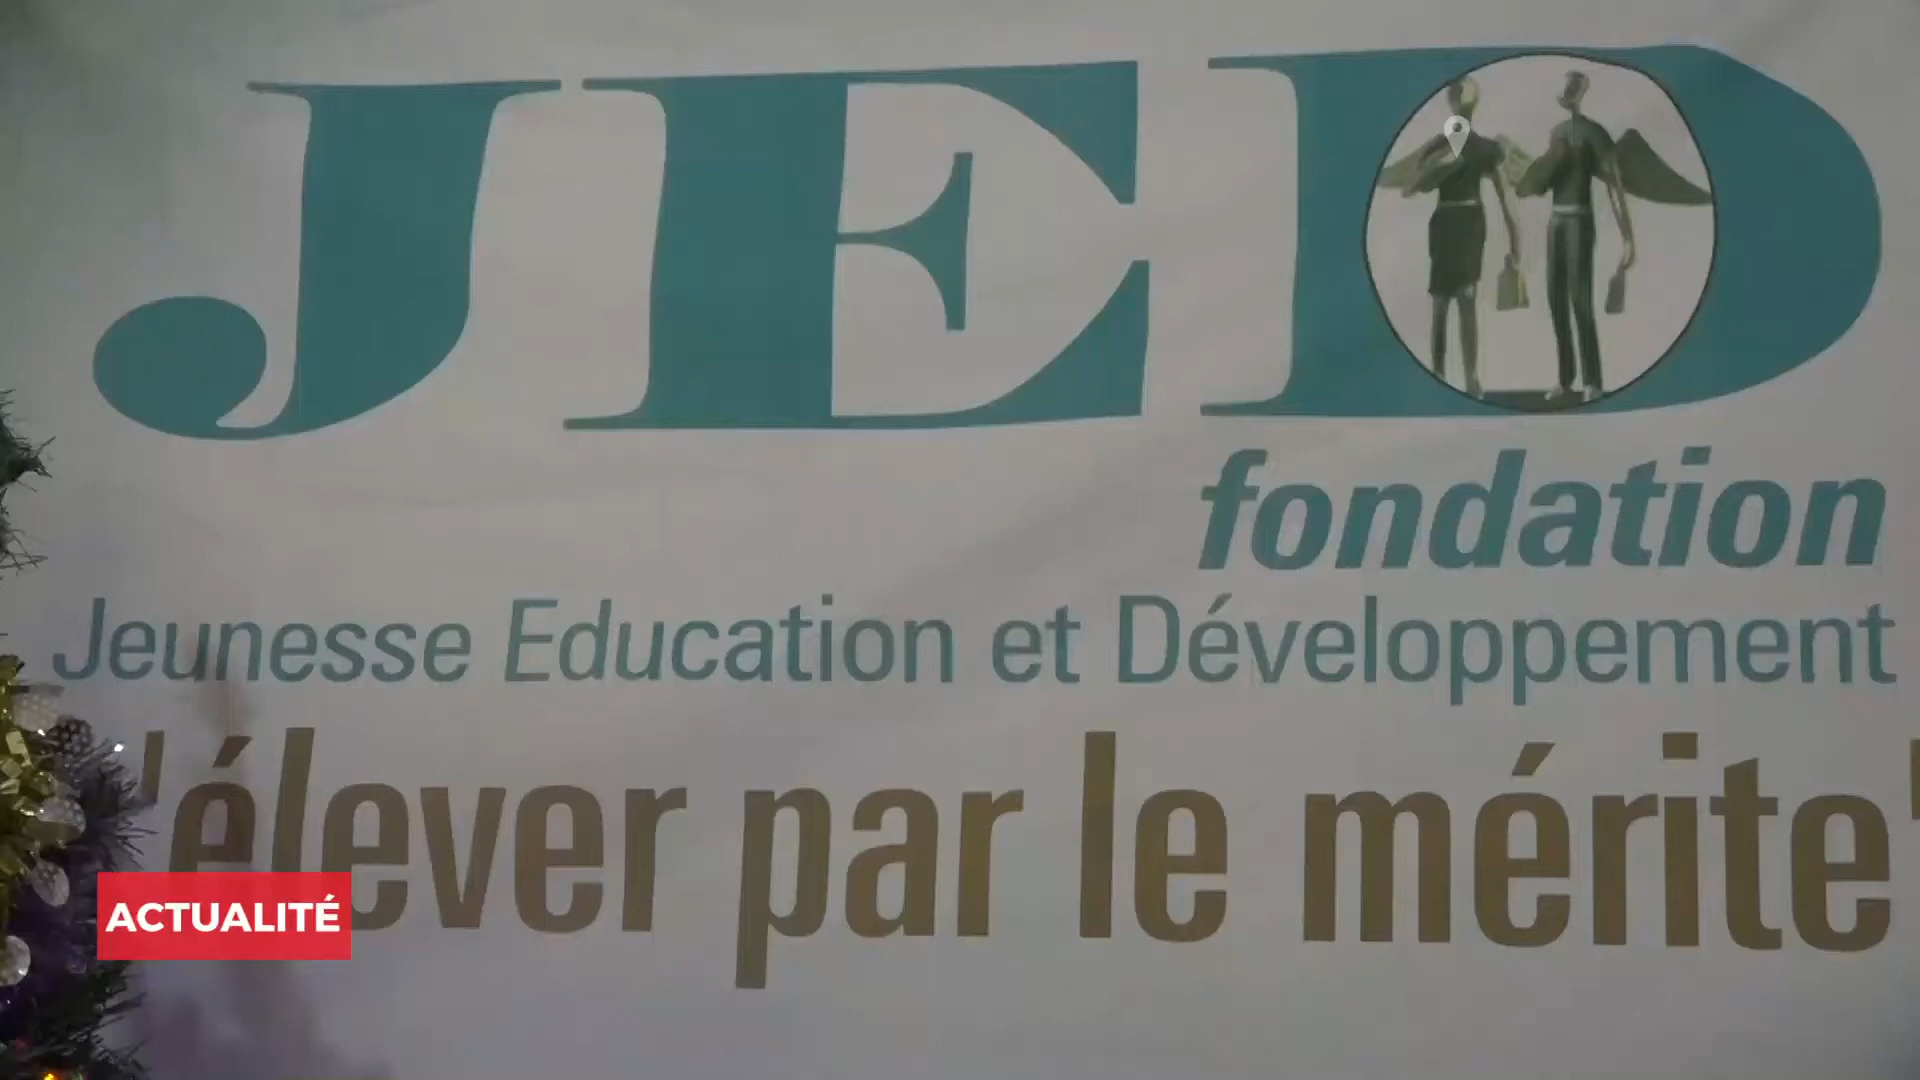 JED
fondation
Jeunesse Education et Développement
'élever par le mérite'
ACTUALITÉ